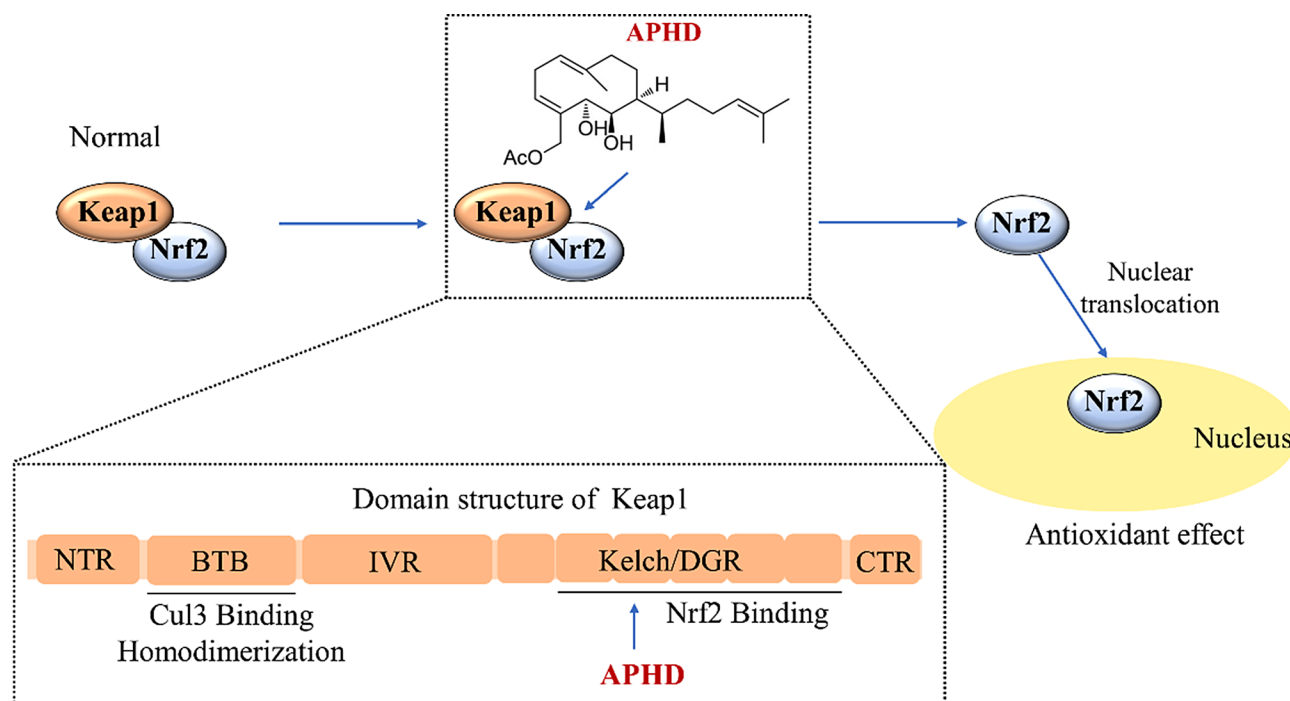 APHD
H
OH
OH
AcO
Normal
Keap1
Nrf2
Keap1
Nrf2
Nrf2
Nuclear
translocation
Nrf2
Nucleus
Antioxidant effect
Domain structure of Keap1
NTR BTB IVR Kelch/DGR CTR
Cul3 Binding
Homodimerization
Nrf2 Binding
APHD